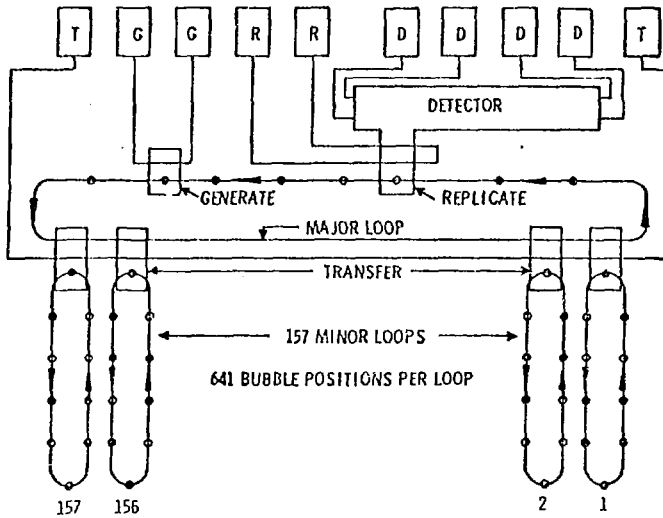 T G G R R D D D D T
DETECTOR
GENERATE
REPLICATE
MAJOR LOOP
TRANSFER
157 MINOR LOOPS
641 BUBBLE POSITIONS PER LOOP
157 156 2 1